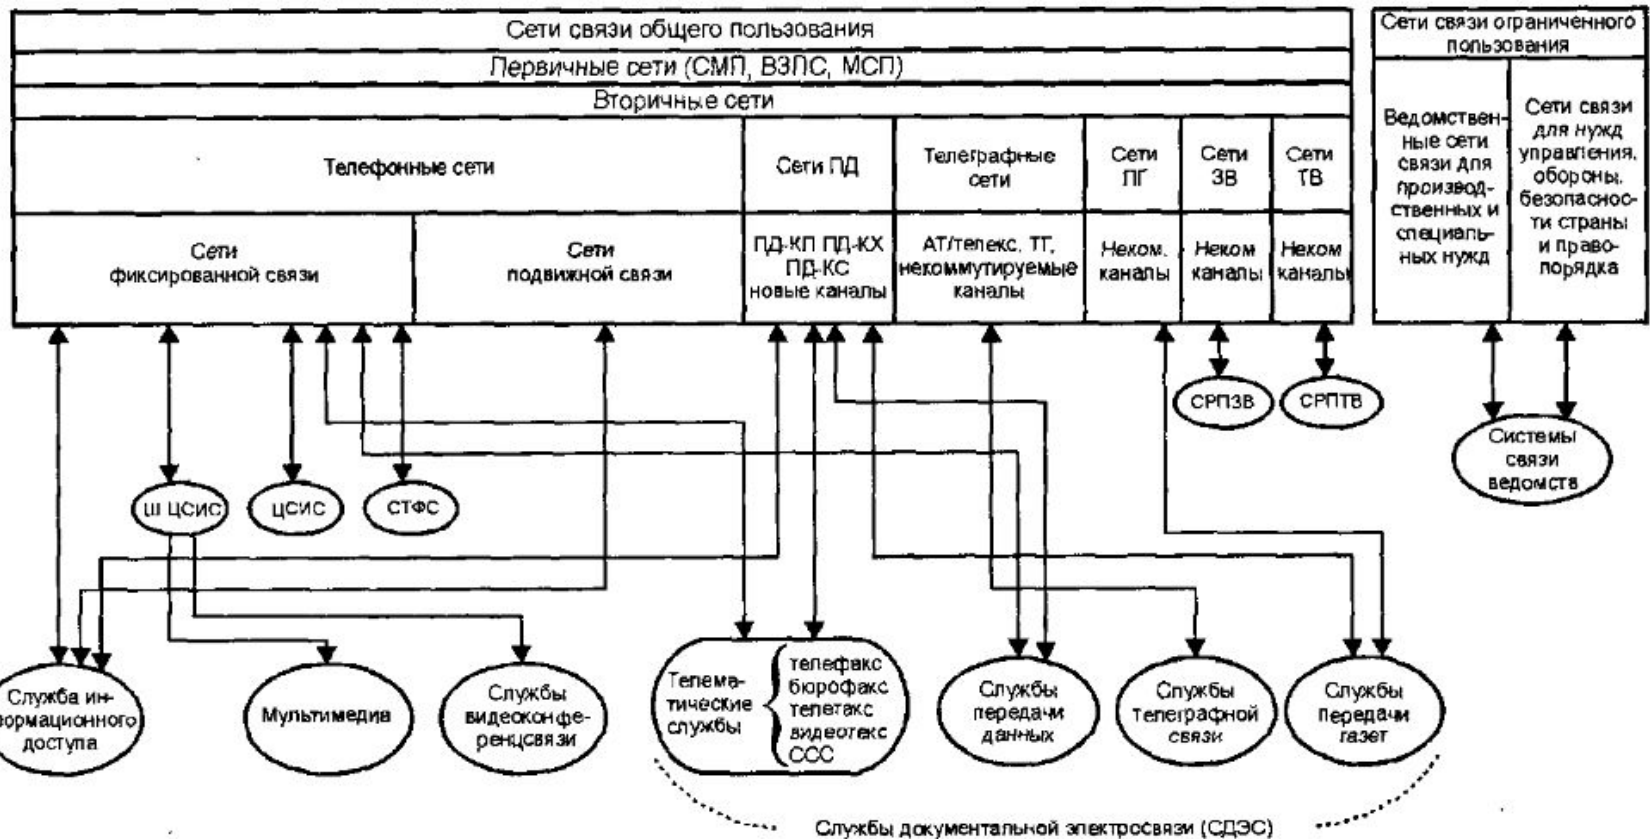 Сети связи общего пользования
Первичные сети (СМП, ВЗПС, МСП)
Вторичные сети
Телефонные сети
Сети ПД
Телеграфные
сети
Сети
ПГ
Сети
ЗВ
Сети
ТВ
Сети
фиксированной связи
Сети
подвижной связи
ПД-КП ПД-КХ
ПД-КС
новые каналы
АТ/телекс, ТГ,
некоммутируемые
каналы
Неком.
каналы
Неком
каналы
Неком
каналы
Сети связи ограниченного
пользования
Ведомствен-
ные сети
связи для
производ-
ственных и
специаль-
ных нужд
Сети связи
для нужд
управления,
обороны,
безопаснос-
ти страны
и право-
порядка
СРПЗВ
СРПТВ
Системы
связи
ведомств
Ш ЦСИС
ЦСИС
СТФС
Служба ин-
формационного
доступа
Мультимедиа
Службы
видеоконфе-
ренцсвязи
Телема-
тические
службы
телефакс
бюрофакс
телетакс
видеотекс
ССС
Службы
передачи
данных
Службы
телеграфной
связи
Службы
передачи
газет
Службы документальной электросвязи (СДЭС)